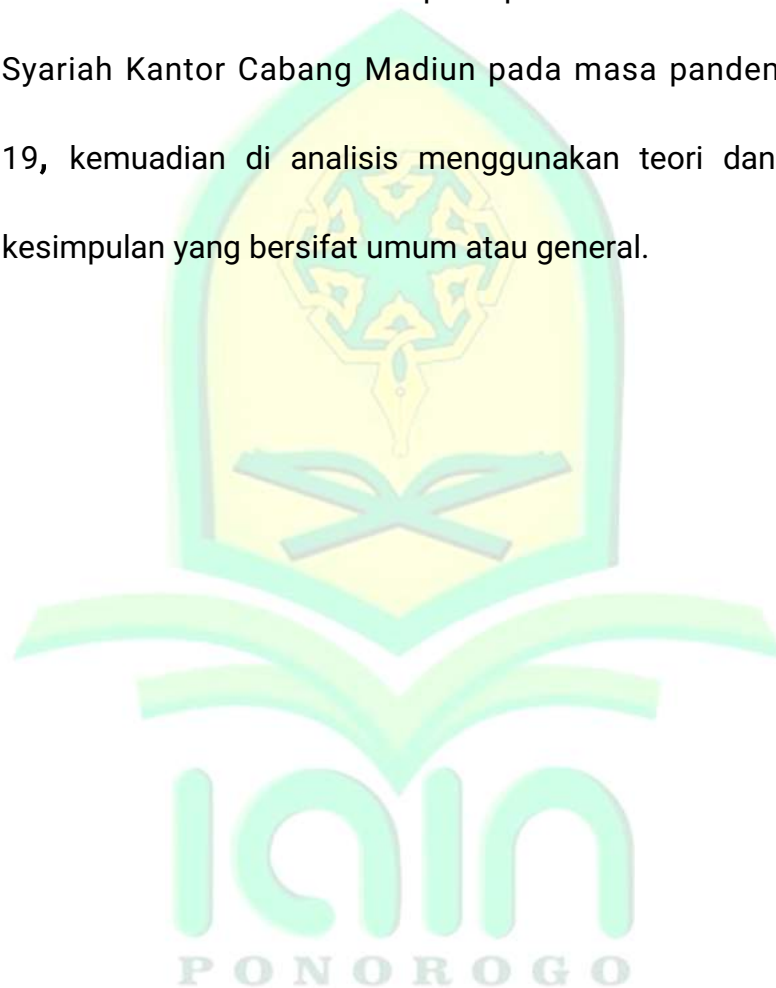 Syariah Kantor Cabang Madiun pada masa panden
19, kemuadian di analisis menggunakan teori dan
kesimpulan yang bersifat umum atau general.
iain
PONOROGO